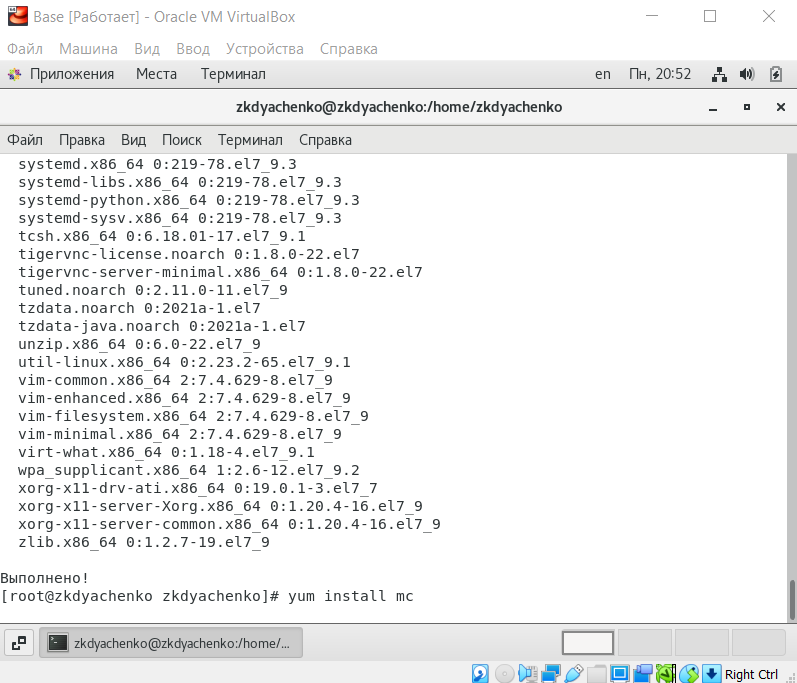 Base [Работает] - Oracle VM VirtualBox
Файл Машина Вид Ввод Устройства Справка
Приложения Места Терминал en Пн, 20:52
zkdyachenko@zkdyachenko:/home/zkdyachenko
Файл Правка Вид Поиск Терминал Справка
systemd.x86_64 0:219-78.el7_9.3
systemd-libs.x86_64 0:219-78.el7_9.3
systemd-python.x86_64 0:219-78.el7_9.3
systemd-sysv.x86_64 0:219-78.el7_9.3
tcsh.x86_64 0:6.18.01-17.el7_9.1
tigervnc-license.noarch 0:1.8.0-22.el7
tigervnc-server-minimal.x86_64 0:1.8.0-22.el7
tuned.noarch 0:2.11.0-11.el7_9
tzdata.noarch 0:2021a-1.el7
tzdata-java.noarch 0:2021a-1.el7
unzip.x86_64 0:6.0-22.el7_9
util-linux.x86_64 0:2.23.2-65.el7_9.1
vim-common.x86_64 2:7.4.629-8.el7_9
vim-enhanced.x86_64 2:7.4.629-8.el7_9
vim-filesystem.x86_64 2:7.4.629-8.el7_9
vim-minimal.x86_64 2:7.4.629-8.el7_9
virt-what.x86_64 0:1.18-4.el7_9.1
wpa_supplicant.x86_64 1:2.6-12.el7_9.2
xorg-x11-drv-ati.x86_64 0:19.0.1-3.el7_7
xorg-x11-server-Xorg.x86_64 0:1.20.4-16.el7_9
xorg-x11-server-common.x86_64 0:1.20.4-16.el7_9
zlib.x86_64 0:1.2.7-19.el7_9
Выполнено!
[root@zkdyachenko zkdyachenko]# yum install mc
zkdyachenko@zkdyachenko:/home/...
Right Ctrl